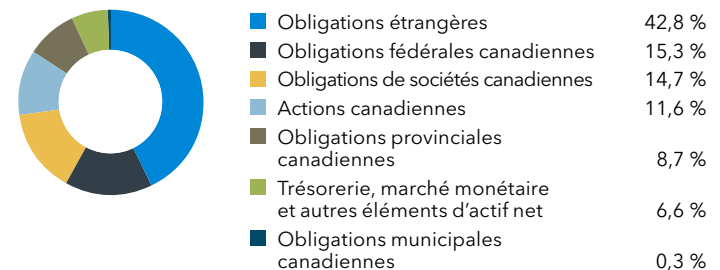 Obligations étrangères 42,8 %
Obligations fédérales canadiennes 15,3 %
Obligations de sociétés canadiennes 14,7 %
Actions canadiennes 11,6 %
Obligations provinciales
canadiennes 8,7 %
Trésorerie, marché monétaire
et autres éléments d’actif net 6,6 %
Obligations municipales
canadiennes 0,3 %